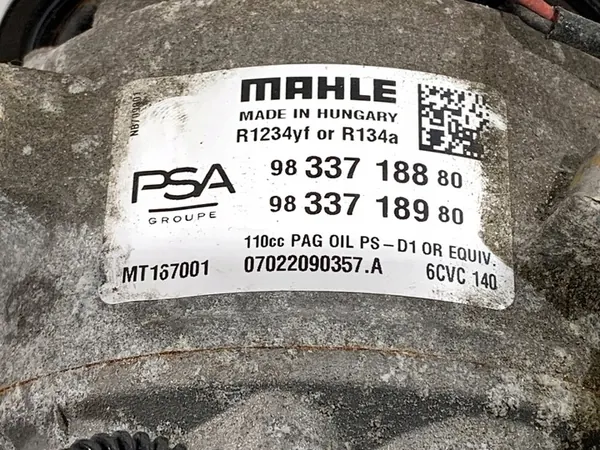 MAHLE
MADE IN HUNGARY
R1234yf or R134a
PSA
GROUPE
98 337 188 80
98 337 189 80
110cc PAG OIL PS-D1 OR EQUIV.
MT167001 07022090357.A 6CVC 140